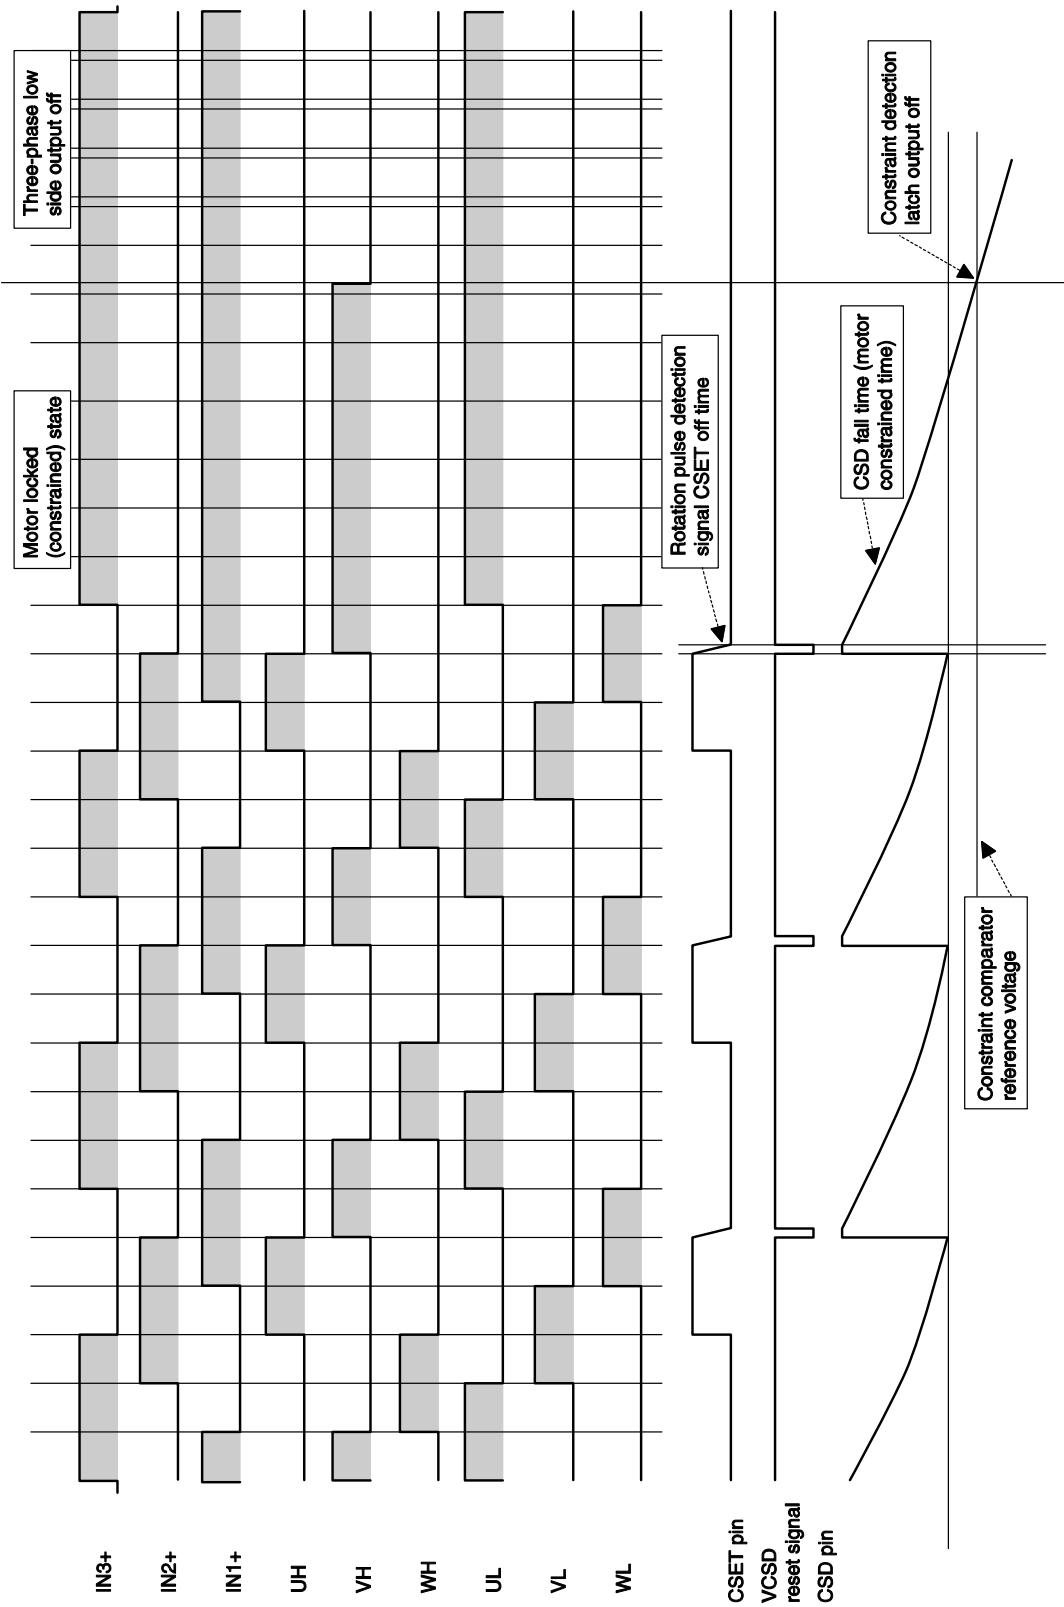 IN3+
IN2+
IN1+
UH
VH
WH
UL
VL
WL
CSET pin
VCSD
reset signal
CSD pin
Motor locked
(constrained) state
Three-phase low
side output off
Rotation pulse detection
signal CSET off time
CSD fall time (motor
constrained time)
Constraint detection
latch output off
Constraint comparator
reference voltage